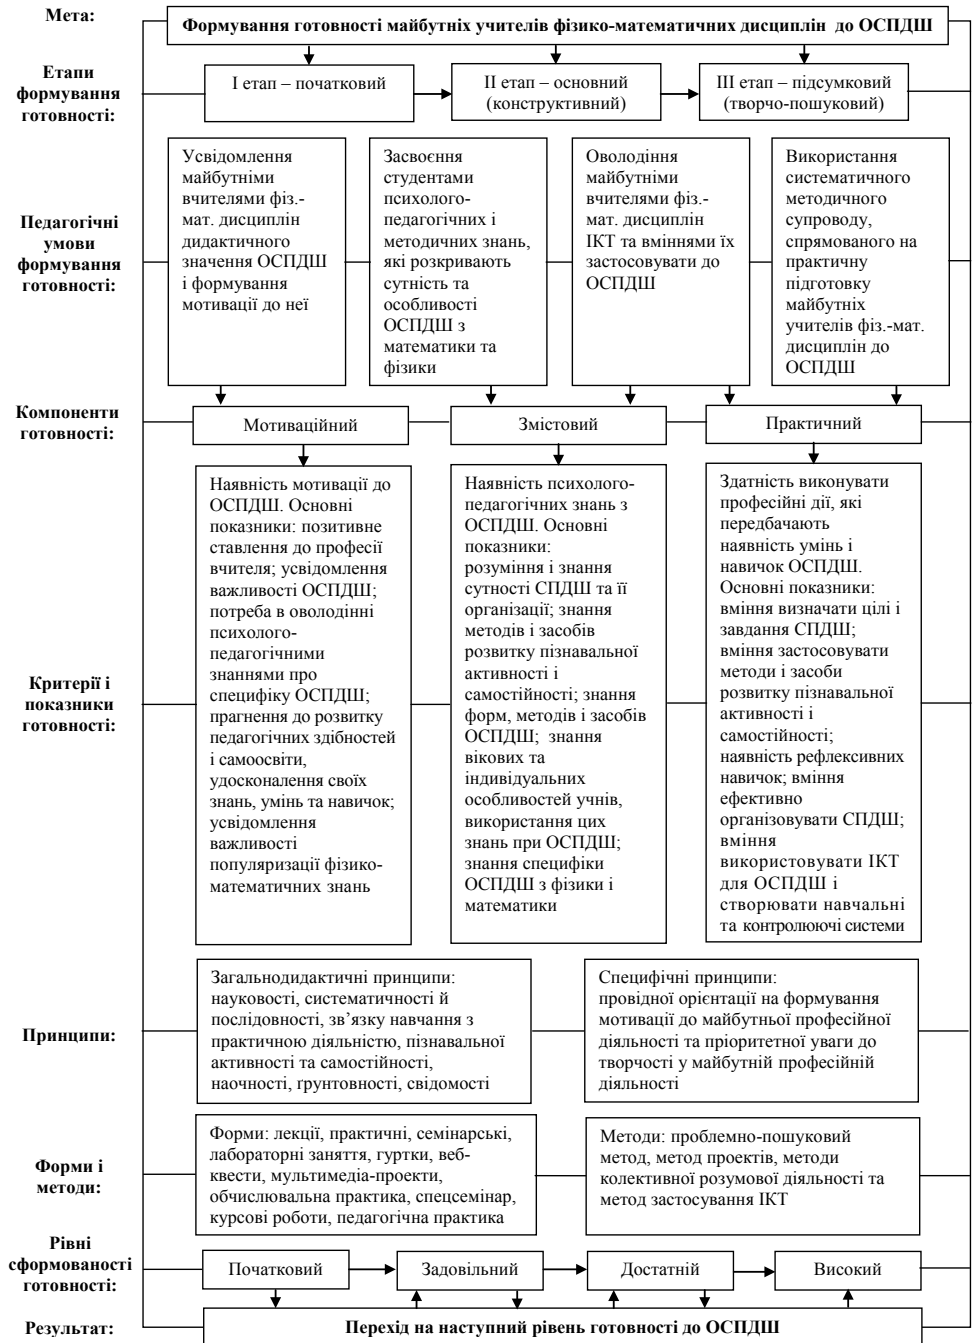 Мета:
Формування готовності майбутніх учителів фізико-математичних дисциплін до ОСПДШ
Етапи
формування
готовності:
І етап – початковий
ІІ етап – основний
(конструктивний)
ІІІ етап – підсумковий
(творчо-пошуковий)
Педагогічні
умови
формування
готовності:
Усвідомлення
майбутніми
вчителями фіз.-
мат. дисциплін
дидактичного
значення ОСПДШ
і формування
мотивації до неї
Засвоєння
студентами
психолого-
педагогічних і
методичних знань,
які розкривають
сутність та
особливості
ОСПДШ з
математики та
фізики
Оволодіння
майбутніми
вчителями фіз.-
мат. дисциплін
ІКТ та вміннями їх
застосовувати до
ОСПДШ
Використання
систематичного
методичного
супроводу,
спрямованого на
практичну
підготовку
майбутніх
учителів фіз.-мат.
дисциплін до
ОСПДШ
Компоненти
готовності:
Мотиваційний
Змістовий
Практичний
Критерії і
показники
готовності:
Наявність мотивації до
ОСПДШ. Основні
показники: позитивне
ставлення до професії
вчителя; усвідомлення
важливості ОСПДШ;
потреба в оволодінні
психолого-
педагогічними
знаннями про
специфіку ОСПДШ;
прагнення до розвитку
педагогічних здібностей
і самоосвіти,
удосконалення своїх
знань, умінь та навичок;
усвідомлення
важливості
популяризації фізико-
математичних знань
Наявність психолого-
педагогічних знань з
ОСПДШ. Основні
показники:
розуміння і знання
сутності СПДШ та її
організації; знання
методів і засобів
розвитку пізнавальної
активності і
самостійності; знання
форм, методів і засобів
ОСПДШ; знання
вікових та
індивідуальних
особливостей учнів,
використання цих
знань при ОСПДШ;
знання специфіки
ОСПДШ з фізики і
математики
Здатність виконувати
професійні дії, які
передбачають
наявність умінь і
навичок ОСПДШ.
Основні показники:
вміння визначати цілі і
завдання СПДШ;
вміння застосовувати
методи і засоби
розвитку пізнавальної
активності і
самостійності;
наявність рефлексивних
навичок; вміння
ефективно
організовувати СПДШ;
вміння
використовувати ІКТ
для ОСПДШ і
створювати навчальні
та контролюючі системи
Принципи:
Загальнодидактичні принципи:
науковості, систематичності й
послідовності, зв’язку навчання з
практичною діяльністю, пізнавальної
активності та самостійності,
наочності, ґрунтовності, свідомості
Специфічні принципи:
провідної орієнтації на формування
мотивації до майбутньої професійної
діяльності та пріоритетної уваги до
творчості у майбутній професійній
діяльності
Форми і
методи:
Форми: лекції, практичні, семінарські,
лабораторні заняття, гуртки, веб-
квести, мультимедіа-проекти,
обчислювальна практика, спецсемінар,
курсові роботи, педагогічна практика
Методи: проблемно-пошуковий
метод, метод проектів, методи
колективної розумової діяльності та
метод застосування ІКТ
Рівні
сформованості
готовності:
Початковий
Задовільний
Достатній
Високий
Результат:
Перехід на наступний рівень готовності до ОСПДШ